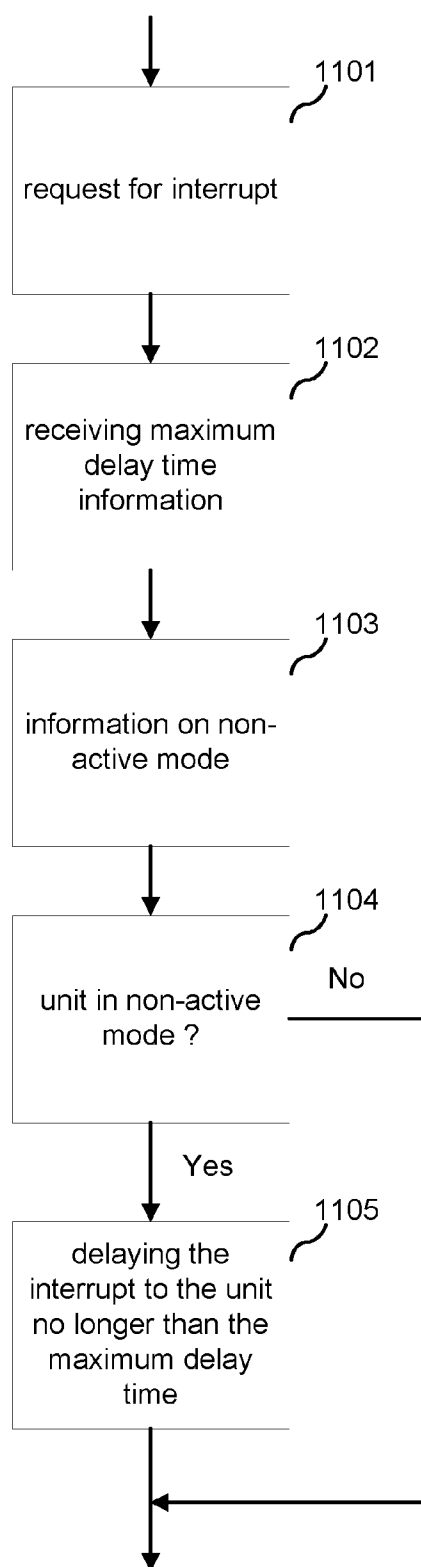 1101
request for interrupt
1102
receiving maximum
delay time
information
1103
information on non-
active mode
1104
unit in non-active
mode ?
No
Yes
1105
delaying the
interrupt to the unit
no longer than the
maximum delay
time